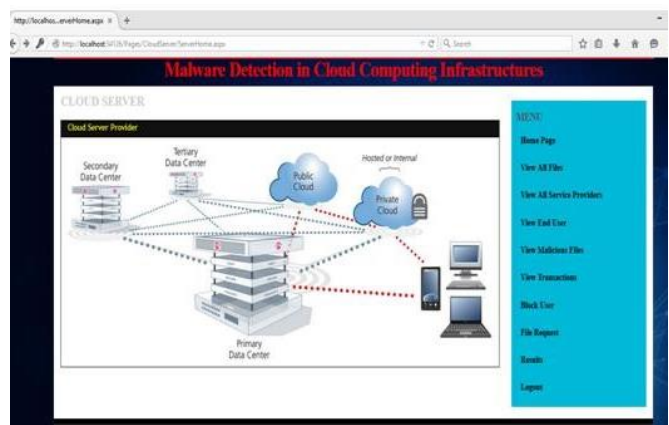 http://localhos...erverHome.aspx
Search
Malware Detection in Cloud Computing Infrastructures
CLOUD SERVER
Cloud Server Provider
Secondary
Data Center
Tertiary
Data Center
Public
Cloud
Hosted or Internal
Private
Cloud
Primary
Data Center
MENU
Home Page
View All Files
View All Service Providers
View End User
View Malicious Files
View Transactions
Block User
File Request
Results
Logout